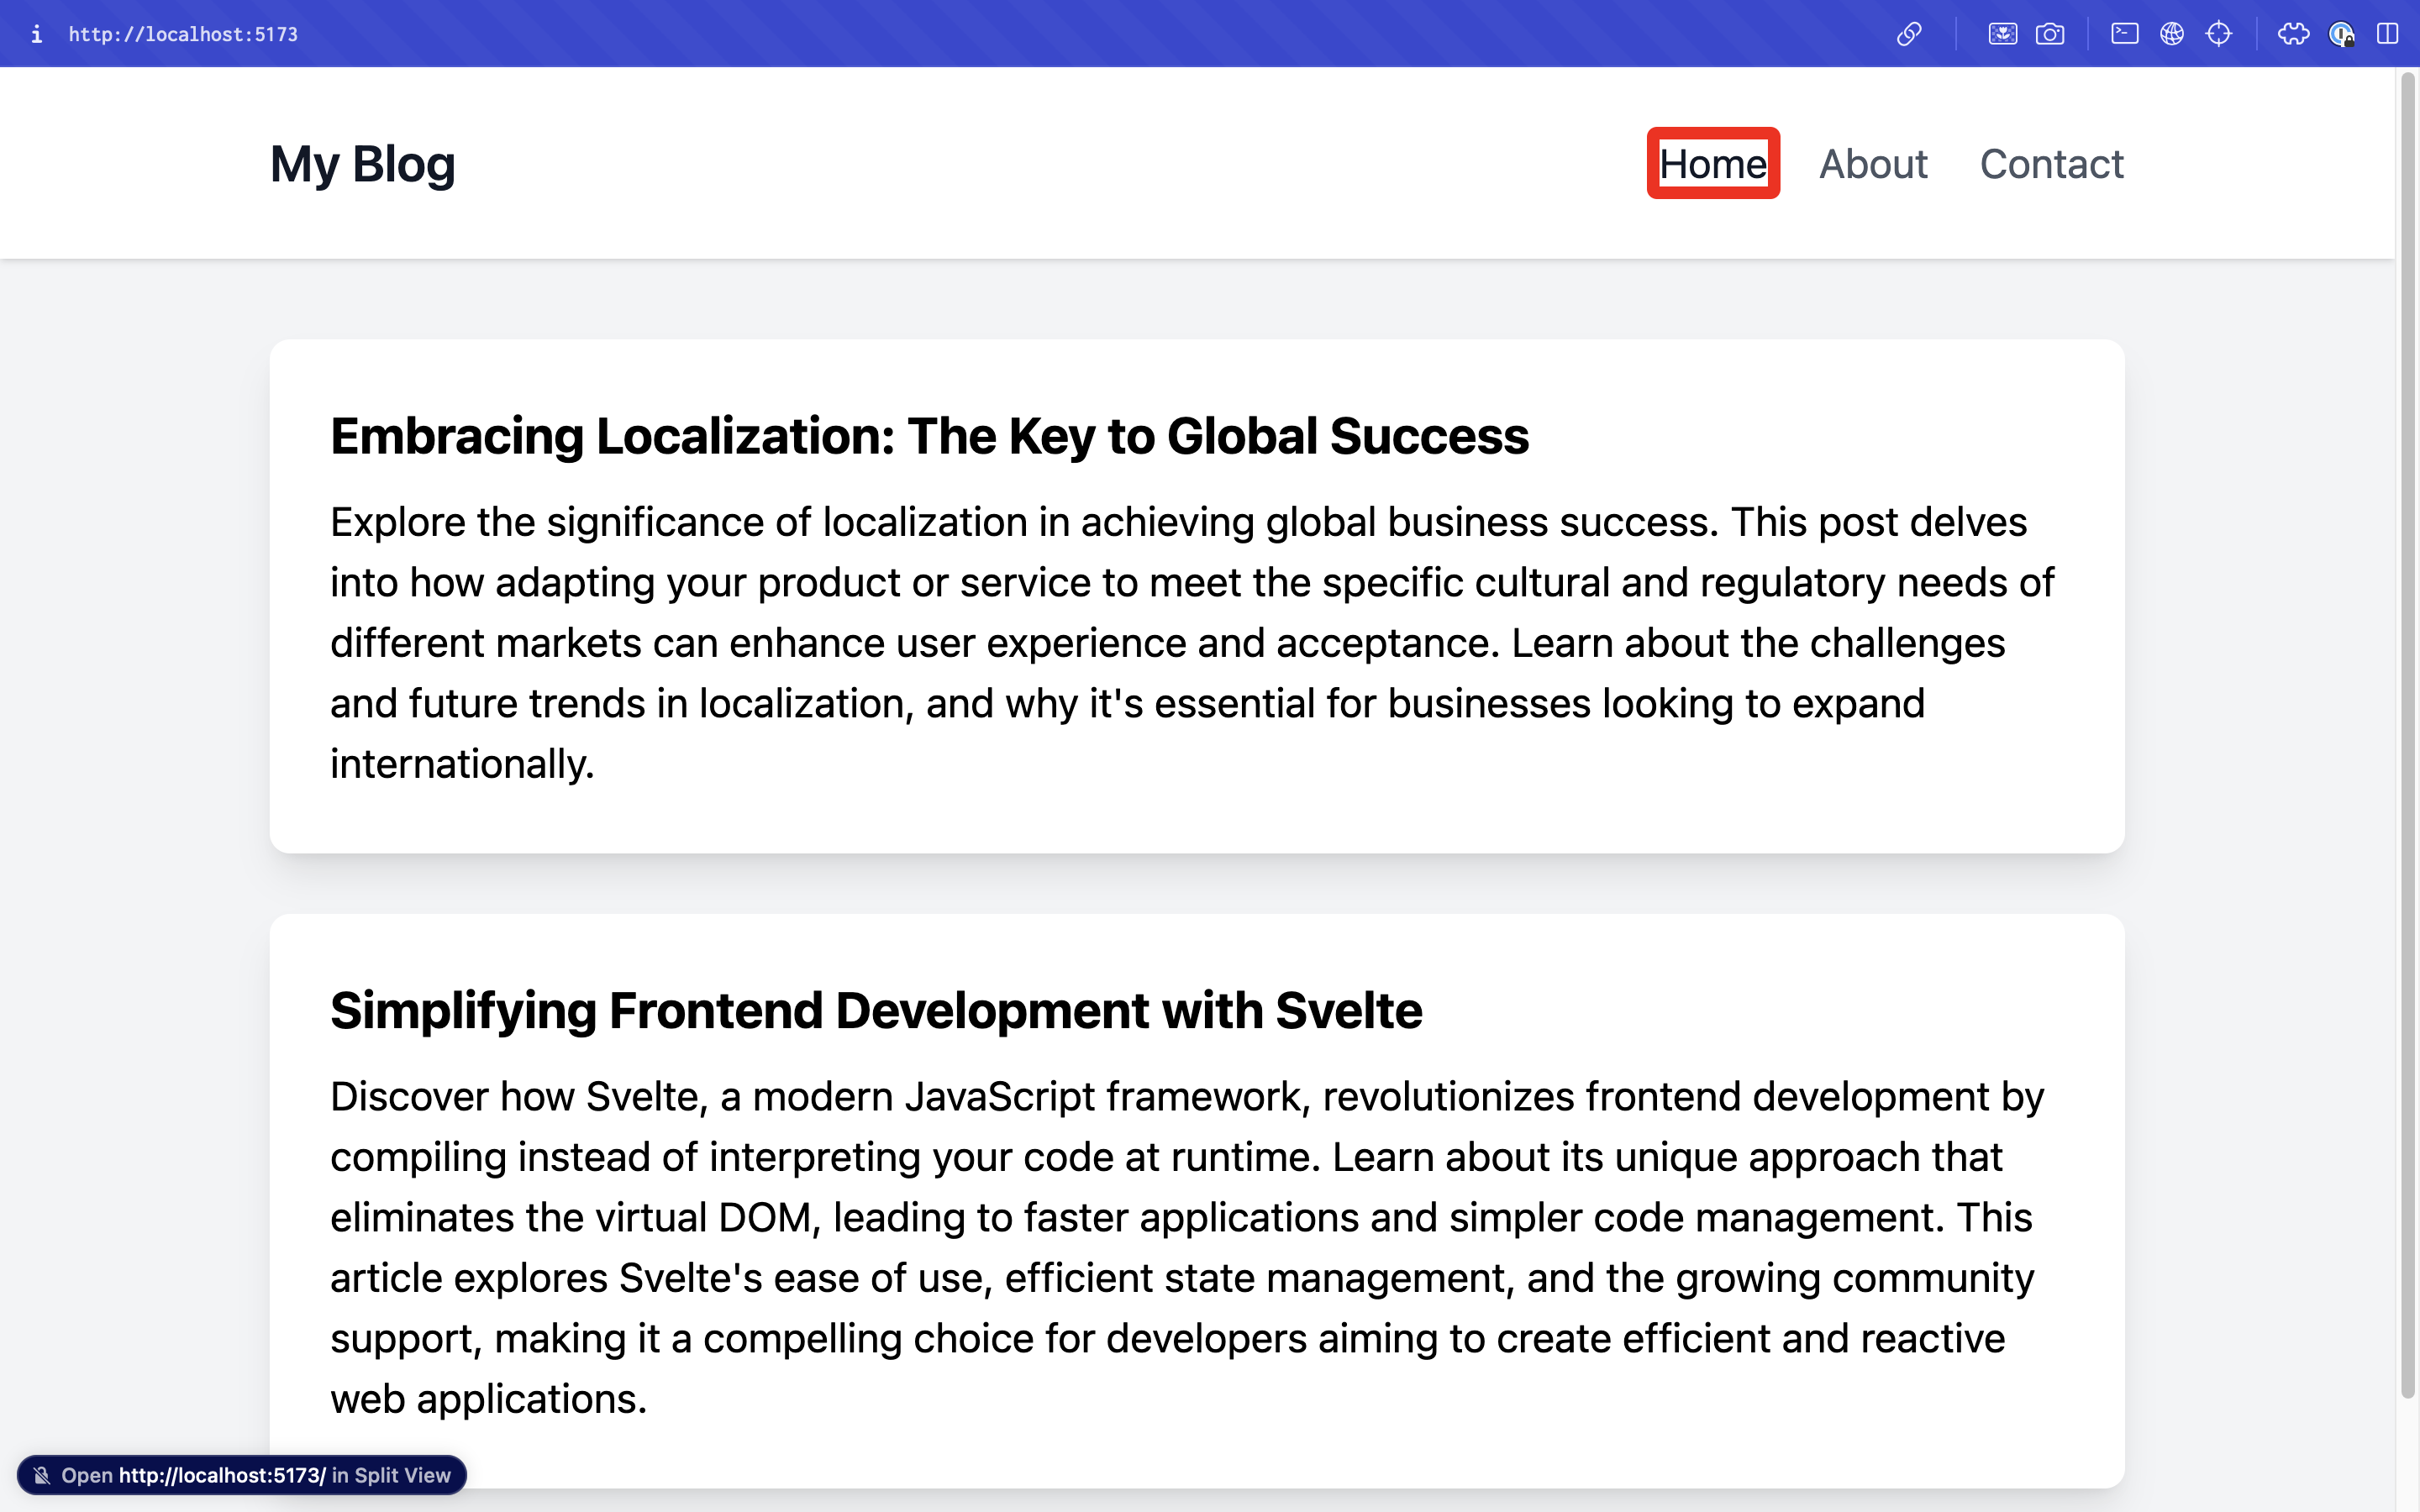 http://localhost:5173
My Blog
Home About Contact
Embracing Localization: The Key to Global Success
Explore the significance of localization in achieving global business success. This post delves
into how adapting your product or service to meet the specific cultural and regulatory needs of
different markets can enhance user experience and acceptance. Learn about the challenges
and future trends in localization, and why it's essential for businesses looking to expand
internationally.
Simplifying Frontend Development with Svelte
Discover how Svelte, a modern JavaScript framework, revolutionizes frontend development by
compiling instead of interpreting your code at runtime. Learn about its unique approach that
eliminates the virtual DOM, leading to faster applications and simpler code management. This
article explores Svelte's ease of use, efficient state management, and the growing community
support, making it a compelling choice for developers aiming to create efficient and reactive
web applications.
Open http://localhost:5173/ in Split View